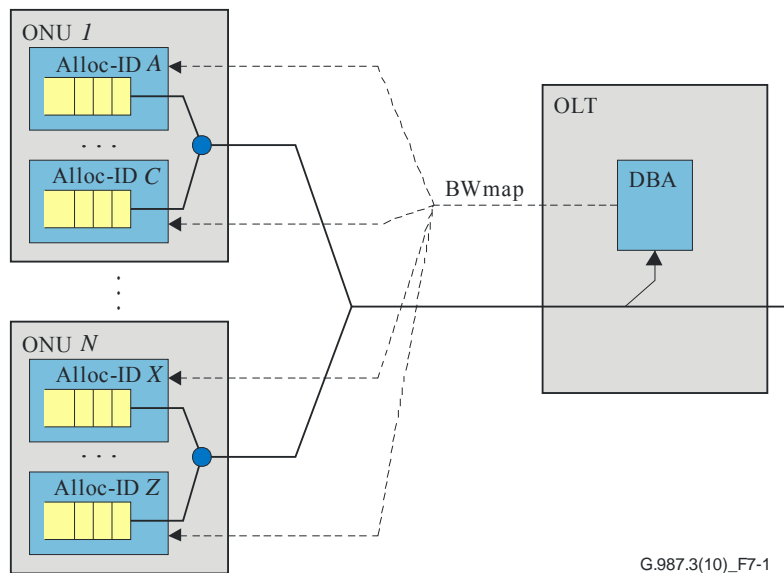 ONU 1
Alloc-ID A
. . .
Alloc-ID C
ONU N
Alloc-ID X
. . .
Alloc-ID Z
BWmap
OLT
DBA
G.987.3(10)_F7-1